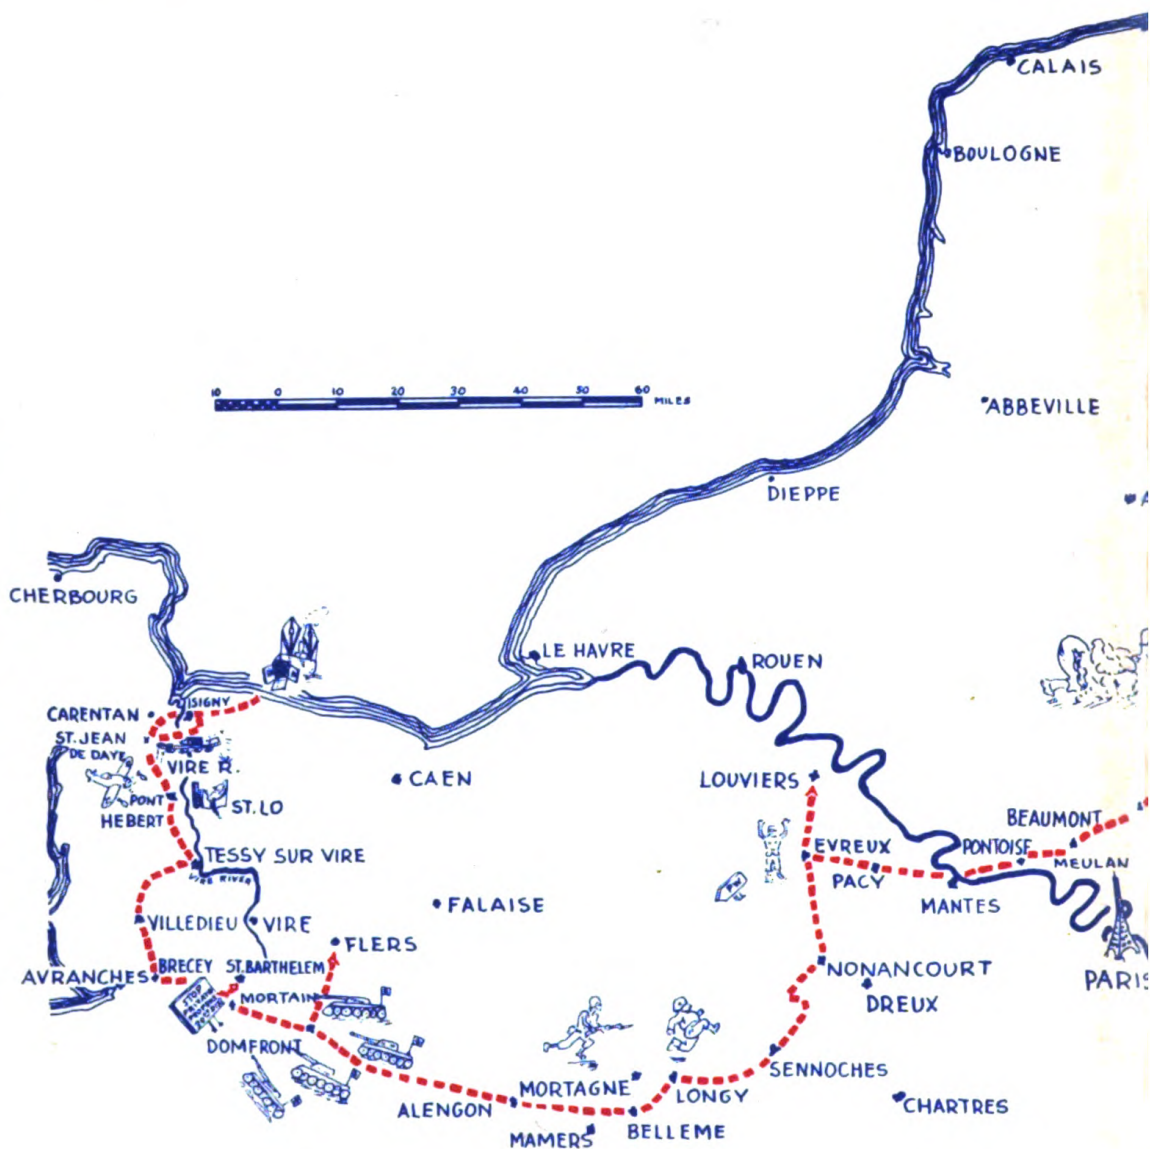 CALAIS
BOULOGNE
10 0 10 20 30 40 50 60 MILES
ABBEVILLE
DIEPPE
A
CHERBOURG
LE HAVRE
ROUEN
ISIGNY
CARENTAN
ST. JEAN
DE DAYE
VIRE R.
CAEN
LOUVIERS
PONT
HEBERT
ST. LO
BEAUMONT
EVREUX
PONTOISE
TESSY SUR VIRE
MEULAN
VIRE RIVER
PACY
MANTES
FALAISE
VILLEDIEU
VIRE
FLERS
BRECEY
ST. BARTHELEM
AVRANCHES
NONANCOURT
PARIS
STOP
MORTAIN
DREUX
DOMFRONT
SENNOCHES
MORTAGNE
LONGY
ALENGON
CHARTRES
MAMERS
BELLEME